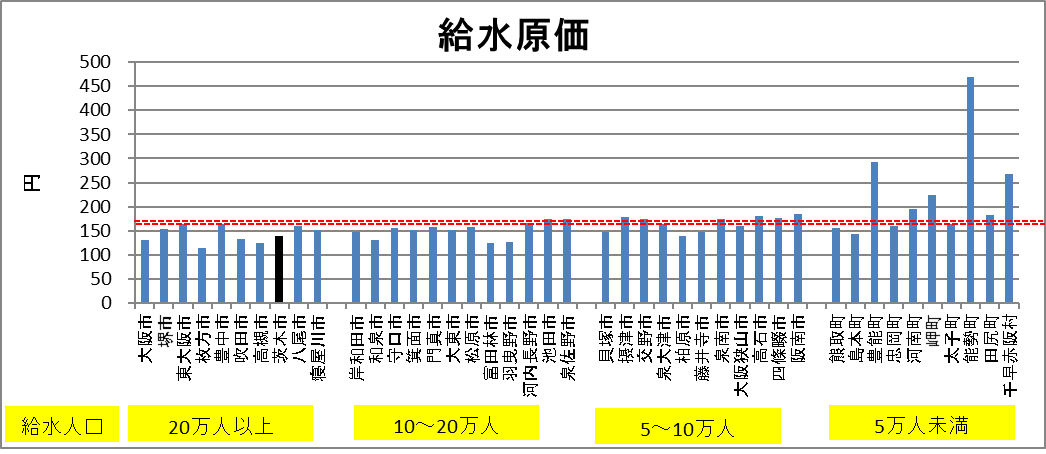 給水原価
円
500
450
400
350
300
250
200
150
100
50
0
大阪市
堺市
東大阪市
枚方市
豊中市
吹田市
高槻市
茨木市
八尾市
寝屋川市
岸和田市
和泉市
守口市
箕面市
門真市
大東市
松原市
富田林市
羽曳野市
河内長野市
池田市
泉佐野市
貝塚市
摂津市
交野市
泉大津市
柏原市
藤井寺市
泉南市
大阪狭山市
高石市
四條畷市
阪南市
熊取町
島本町
豊能町
忠岡町
河南町
岬町
太子町
能勢町
田尻町
千早赤阪村
給水人口
20万人以上
10～20万人
5～10万人
5万人未満